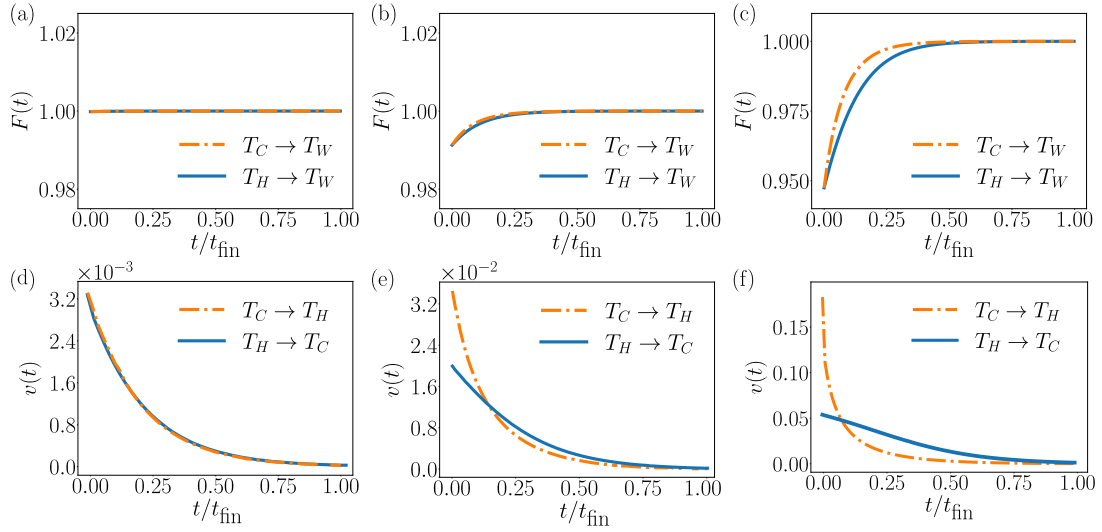 (a)
1.02
1.00
0.98
F(t)
T_C → T_W
T_H → T_W
0.00 0.25 0.50 0.75 1.00
t/t_fin
(b)
1.02
1.00
0.98
F(t)
T_C → T_W
T_H → T_W
0.00 0.25 0.50 0.75 1.00
t/t_fin
(c)
1.000
0.975
0.950
F(t)
T_C → T_W
T_H → T_W
0.00 0.25 0.50 0.75 1.00
t/t_fin
(d)
×10⁻³
3.2
2.4
1.6
0.8
0.0
v(t)
T_C → T_H
T_H → T_C
0.00 0.25 0.50 0.75 1.00
t/t_fin
(e)
×10⁻²
3.6
2.4
1.2
0.0
v(t)
T_C → T_H
T_H → T_C
0.00 0.25 0.50 0.75 1.00
t/t_fin
(f)
0.15
0.10
0.05
0.00
v(t)
T_C → T_H
T_H → T_C
0.00 0.25 0.50 0.75 1.00
t/t_fin